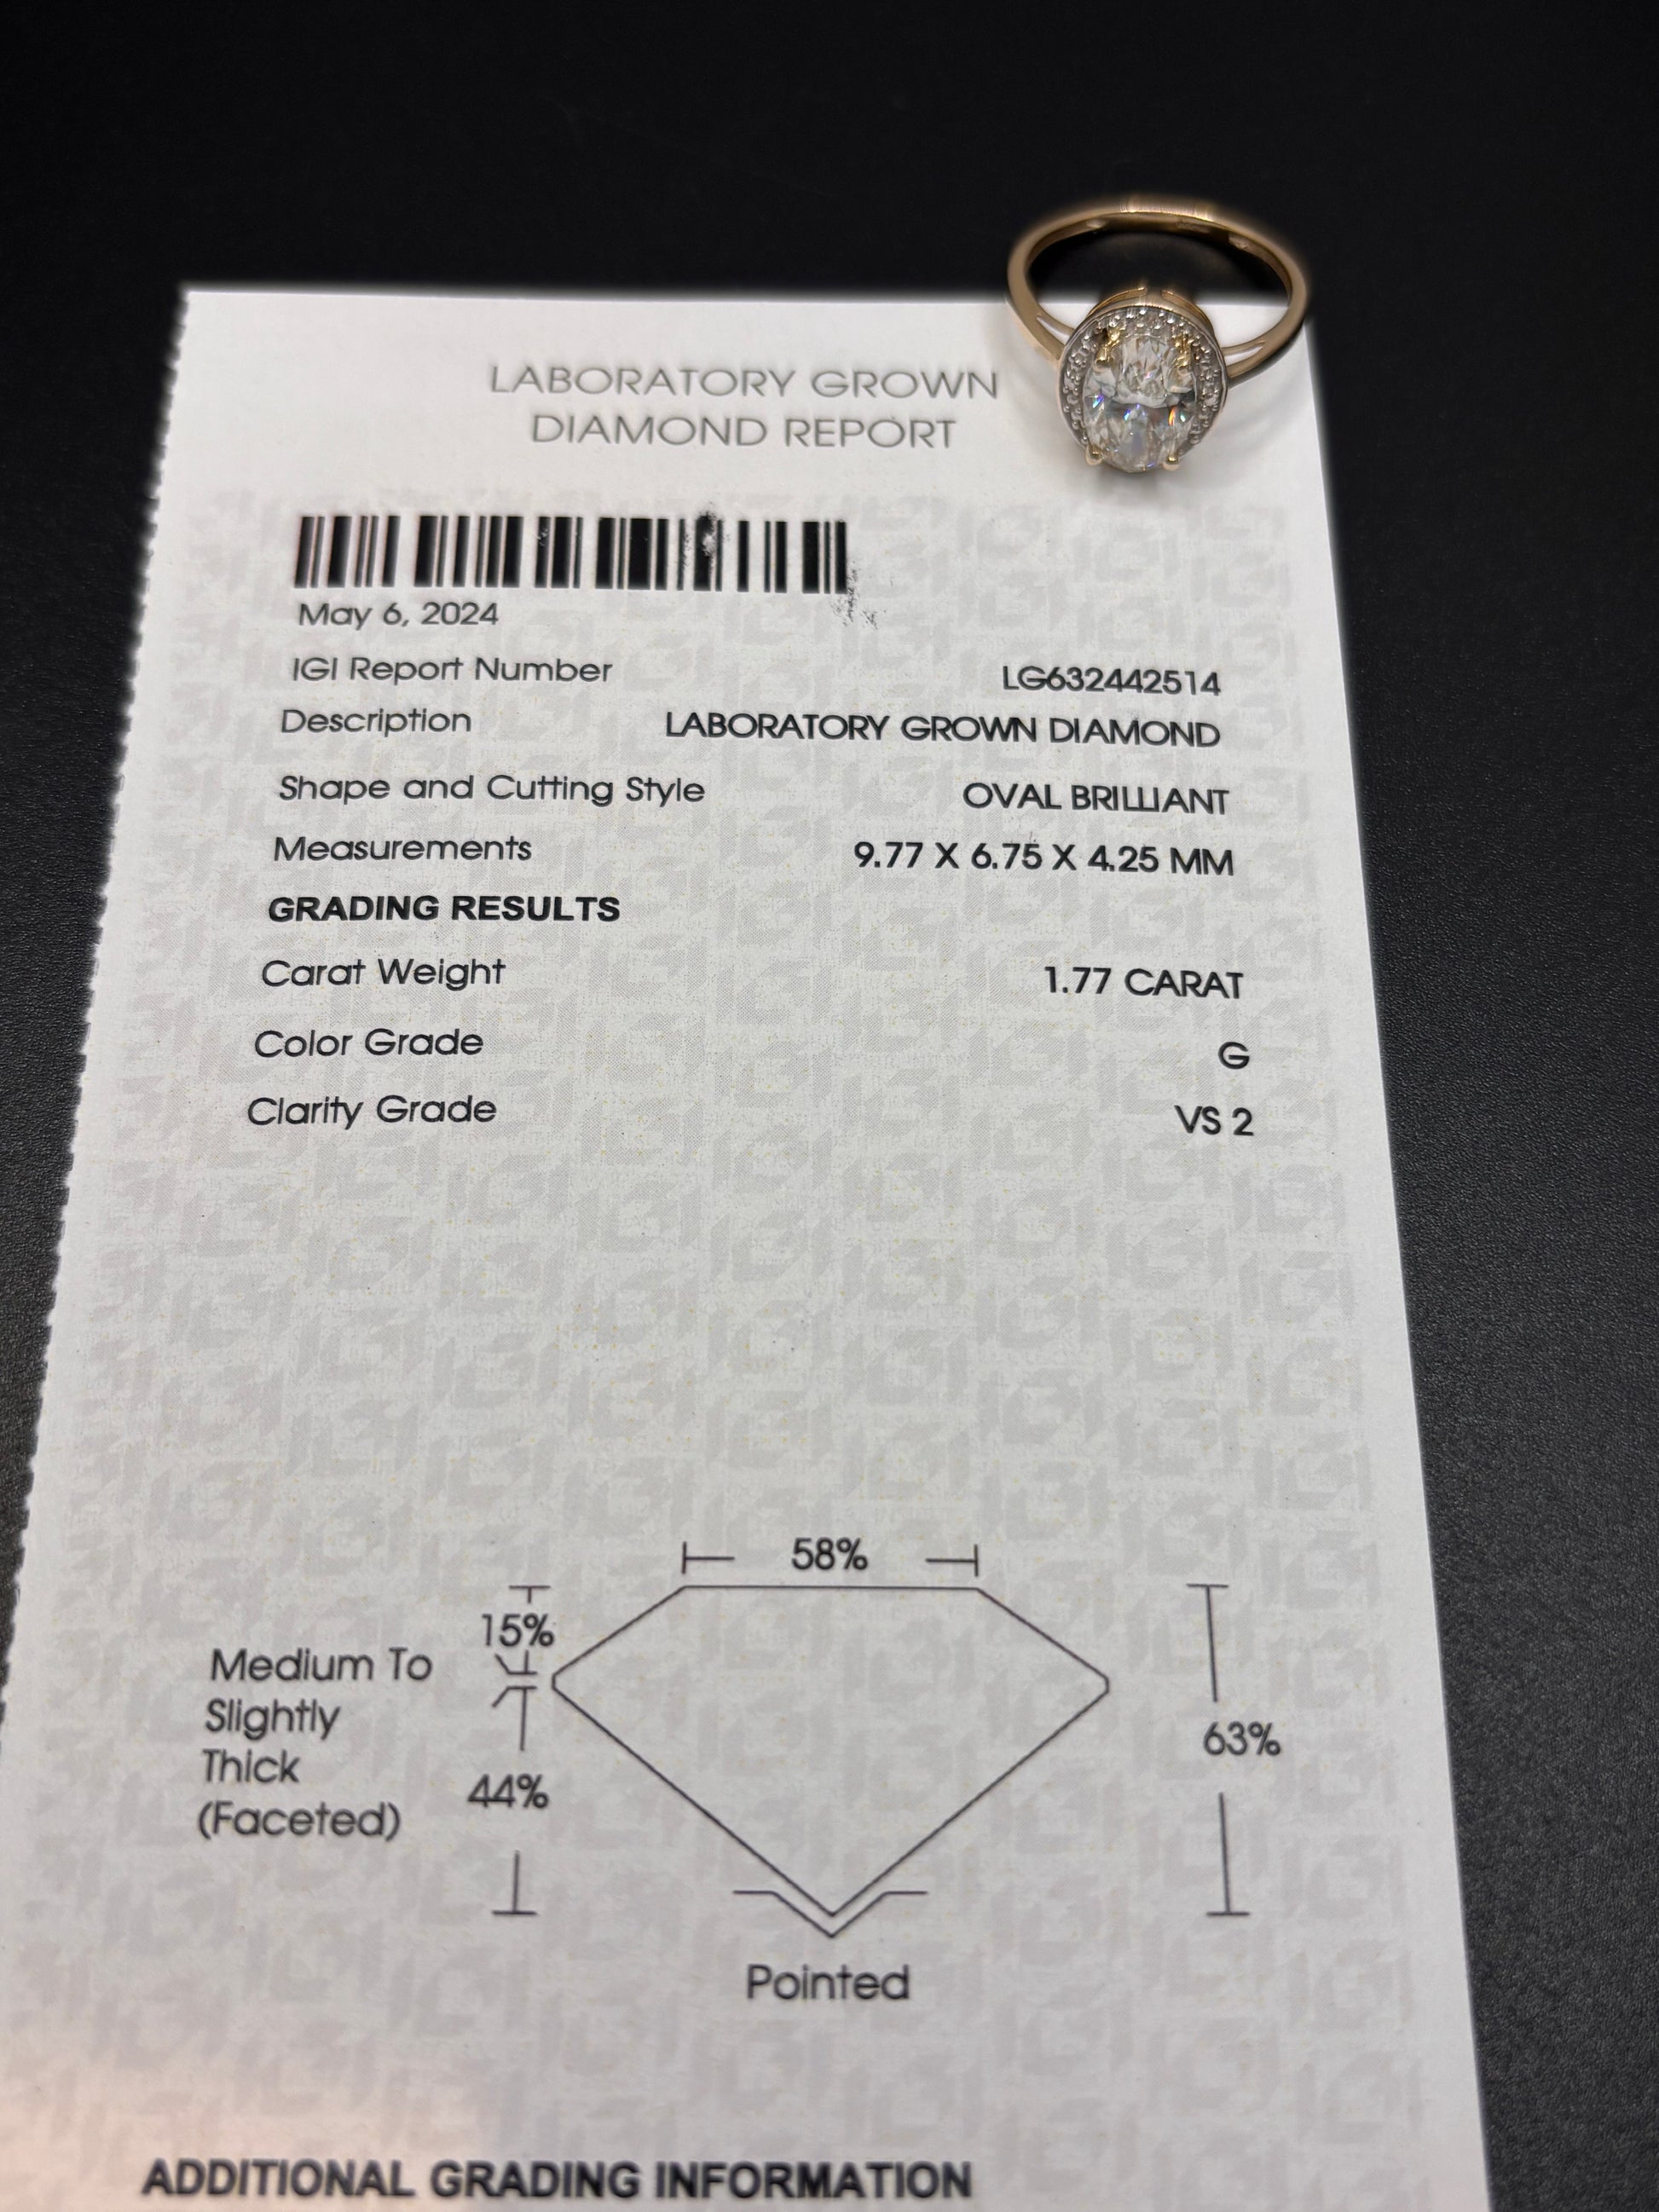 LABORATORY GROWN
DIAMOND REPORT
May 6, 2024
IGI Report Number LG632442514
Description LABORATORY GROWN DIAMOND
Shape and Cutting Style OVAL BRILLIANT
Measurements 9.77 X 6.75 X 4.25 MM
GRADING RESULTS
Carat Weight 1.77 CARAT
Color Grade G
Clarity Grade VS 2
58%
15%
Medium To
Slightly
Thick
(Faceted)
44%
63%
Pointed
ADDITIONAL GRADING INFORMATION